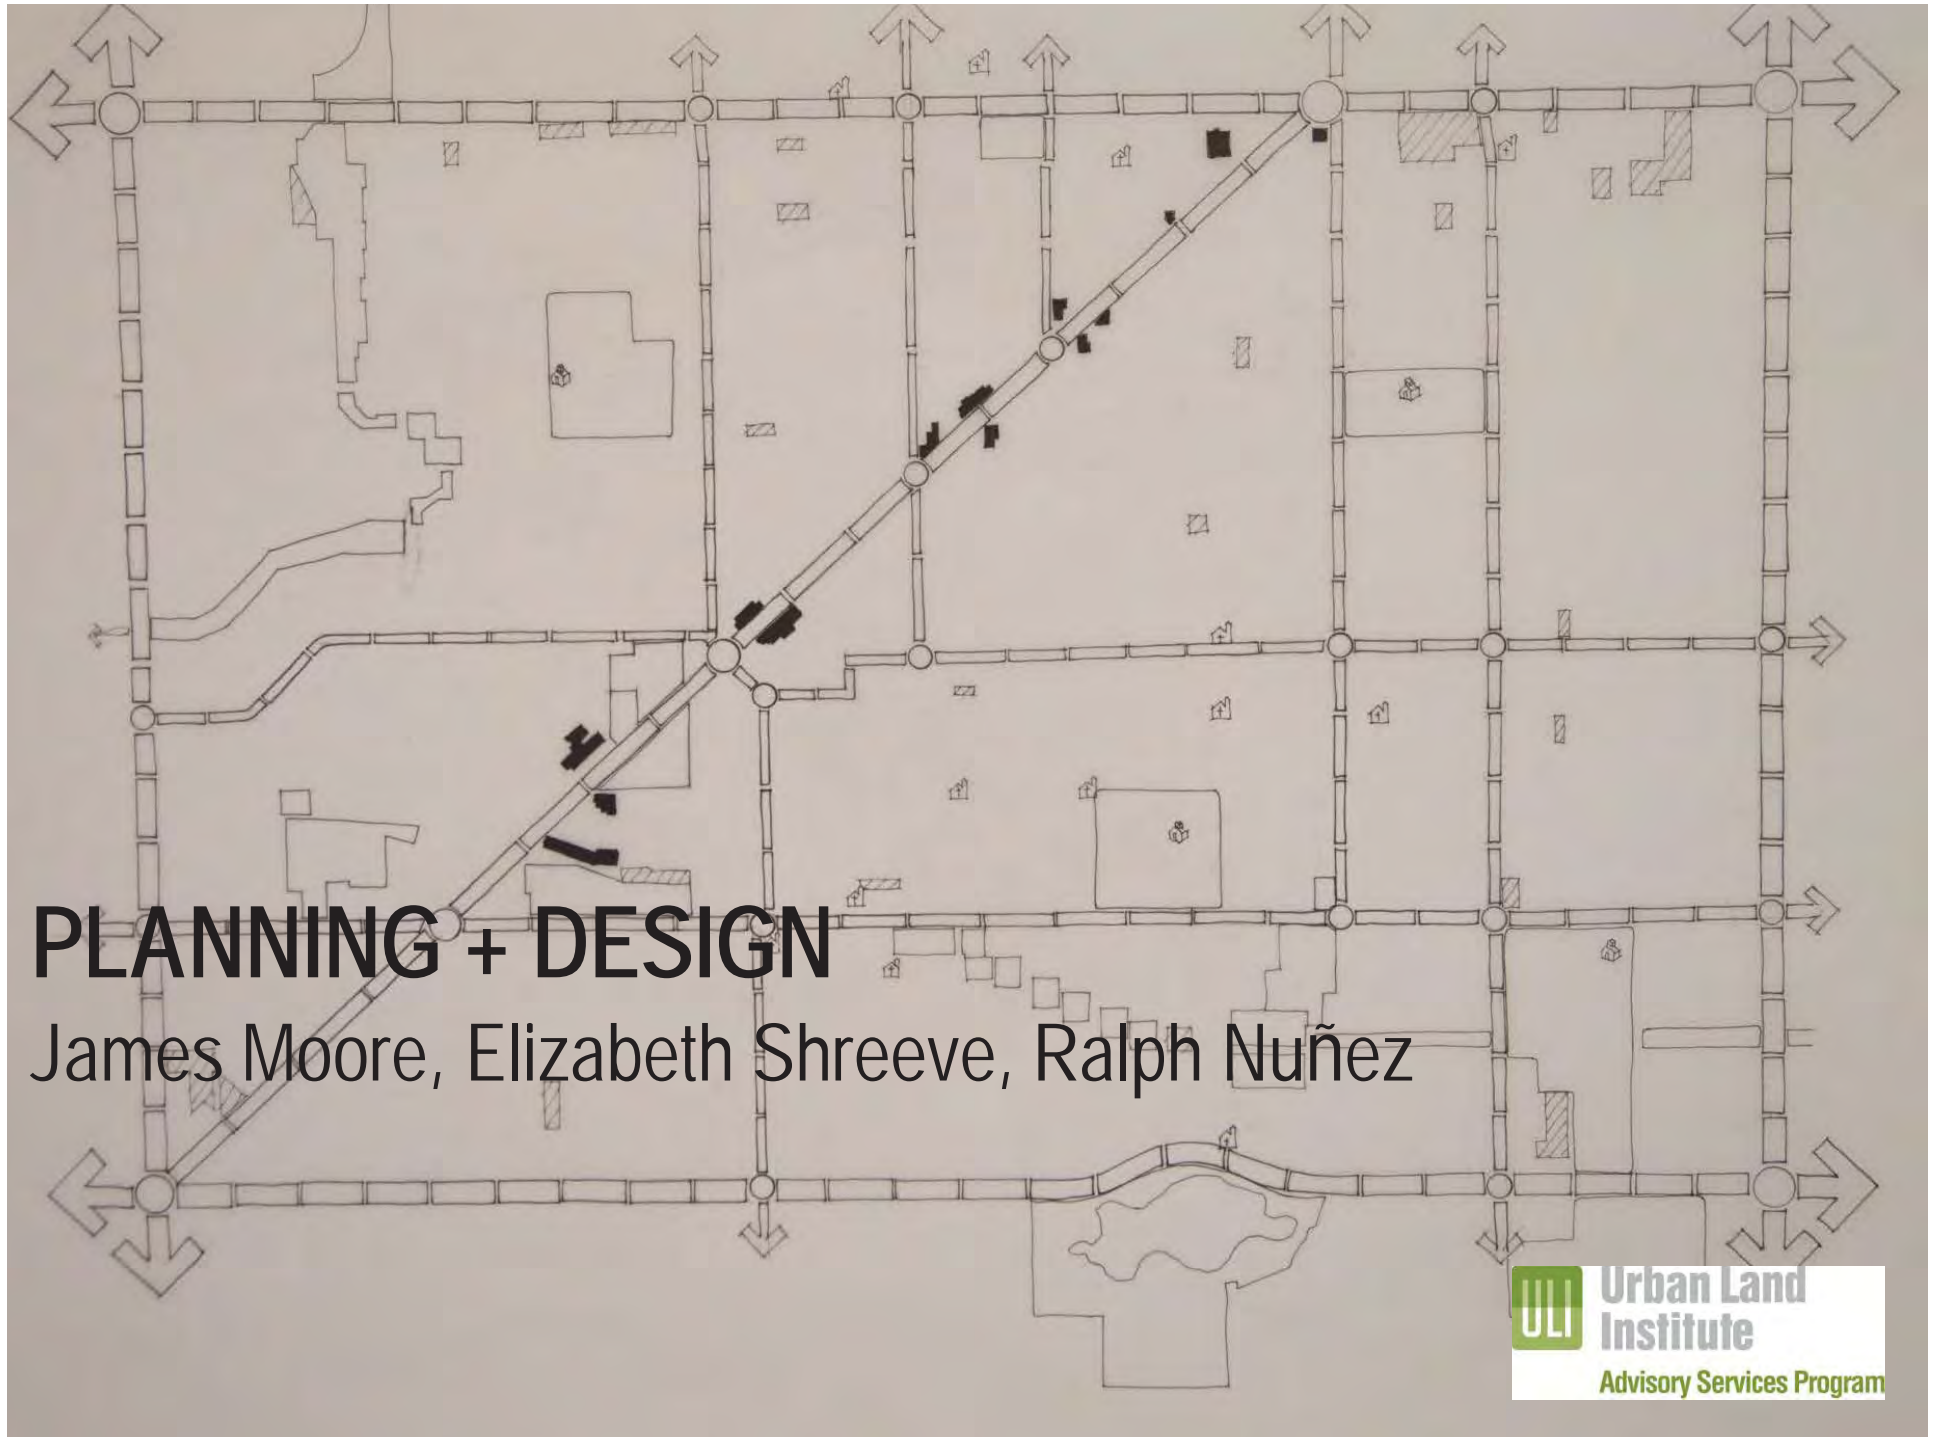 PLANNING + DESIGN
James Moore, Elizabeth Shreeve, Ralph Nuñez
ULI
Urban Land
Institute
Advisory Services Program